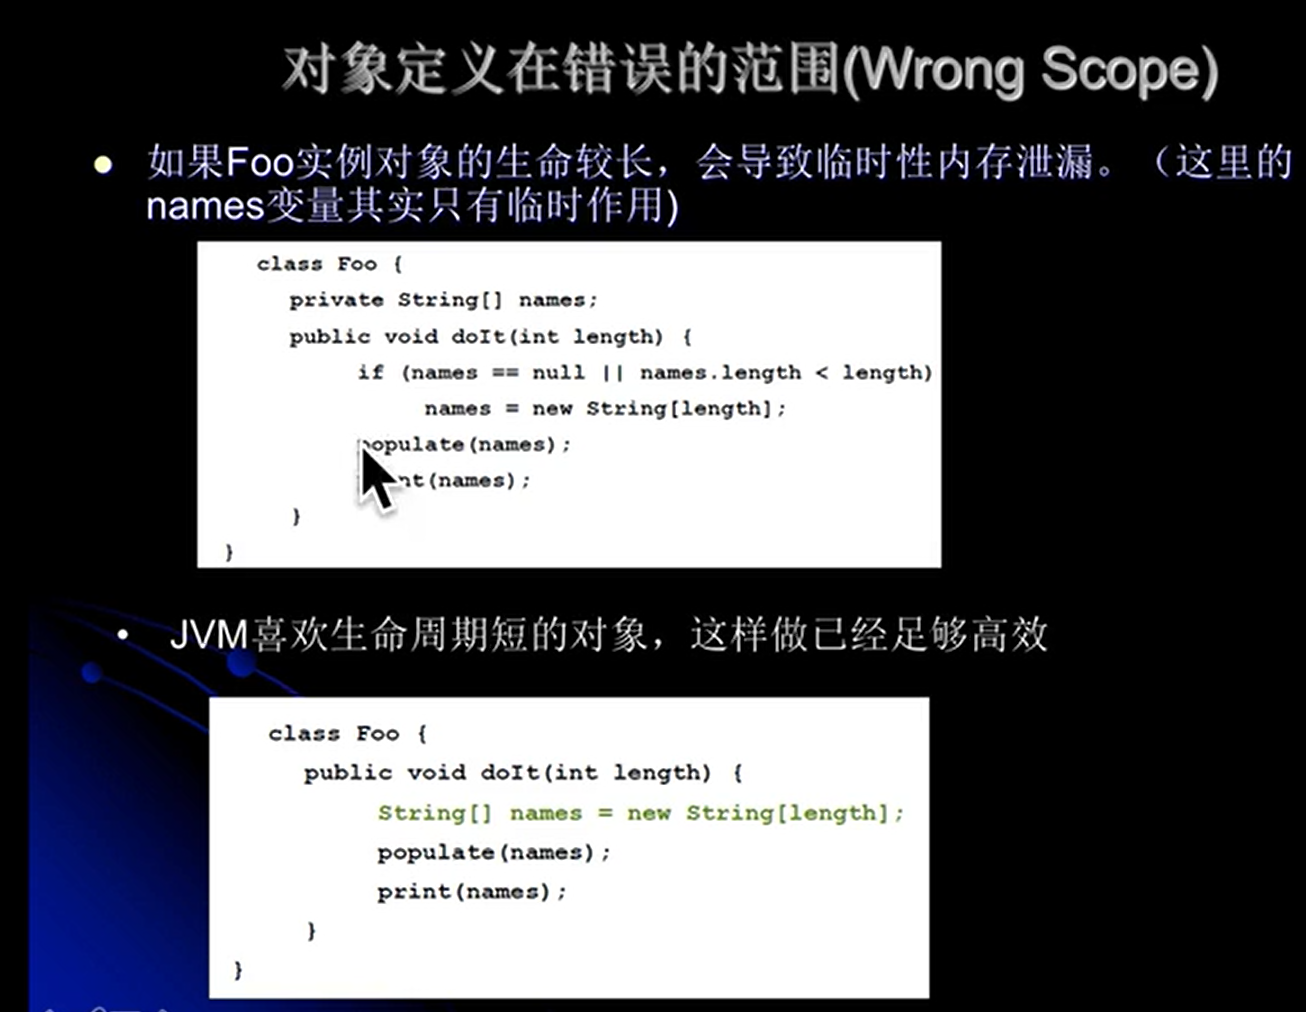 对象定义在错误的范围(Wrong Scope)
如果Foo实例对象的生命较长，会导致临时性内存泄漏。（这里的
names变量其实只有临时作用)
class Foo {
private String[] names;
public void doIt(int length) {
if (names == null || names.length < length)
names = new String[length];
populate(names);
nt(names);
}
}
JVM喜欢生命周期短的对象，这样做已经足够高效
class Foo {
public void doIt(int length) {
String[] names = new String[length];
populate(names);
print(names);
}
}